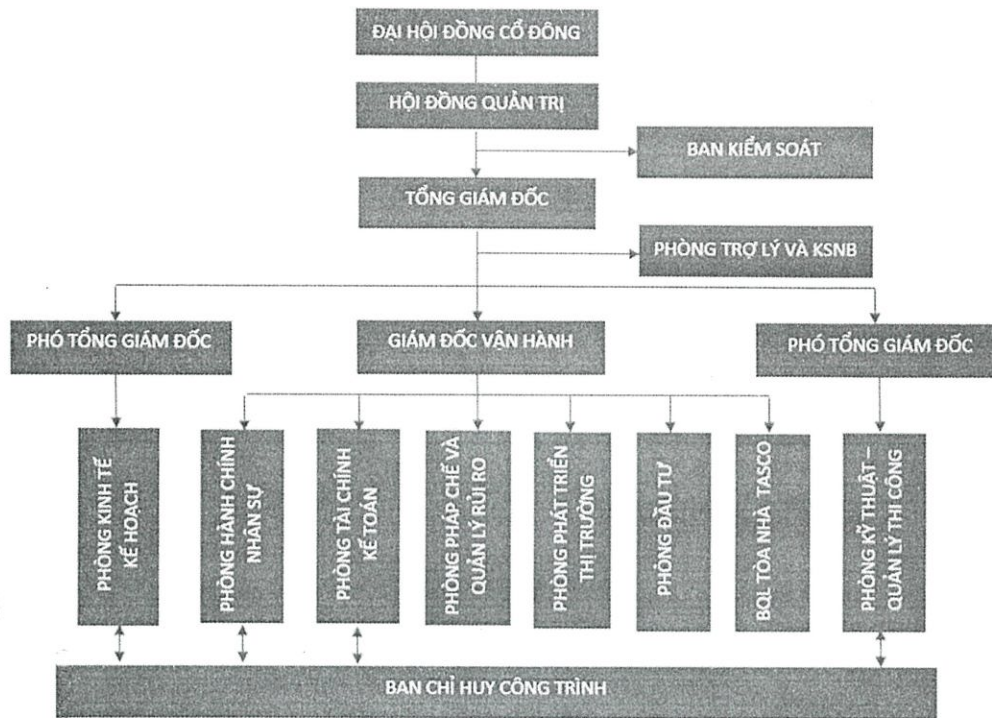 ĐẠI HỘI ĐỒNG CỔ ĐÔNG
HỘI ĐỒNG QUẢN TRỊ
BAN KIỂM SOÁT
TỔNG GIÁM ĐỐC
PHÒNG TRỢ LÝ VÀ KSNB
PHÓ TỔNG GIÁM ĐỐC
GIÁM ĐỐC VẬN HÀNH
PHÓ TỔNG GIÁM ĐỐC
PHÒNG KINH TẾ
KẾ HOẠCH
PHÒNG HÀNH CHÍNH
NHÂN SỰ
PHÒNG TÀI CHÍNH
KẾ TOÁN
PHÒNG PHÁP CHẾ VÀ
QUẢN LÝ RỦI RO
PHÒNG PHÁT TRIỂN
THỊ TRƯỜNG
PHÒNG ĐẦU TƯ
BQL TÒA NHÀ TASCO
PHÒNG KỸ THUẬT –
QUẢN LÝ THI CÔNG
BAN CHỈ HUY CÔNG TRÌNH